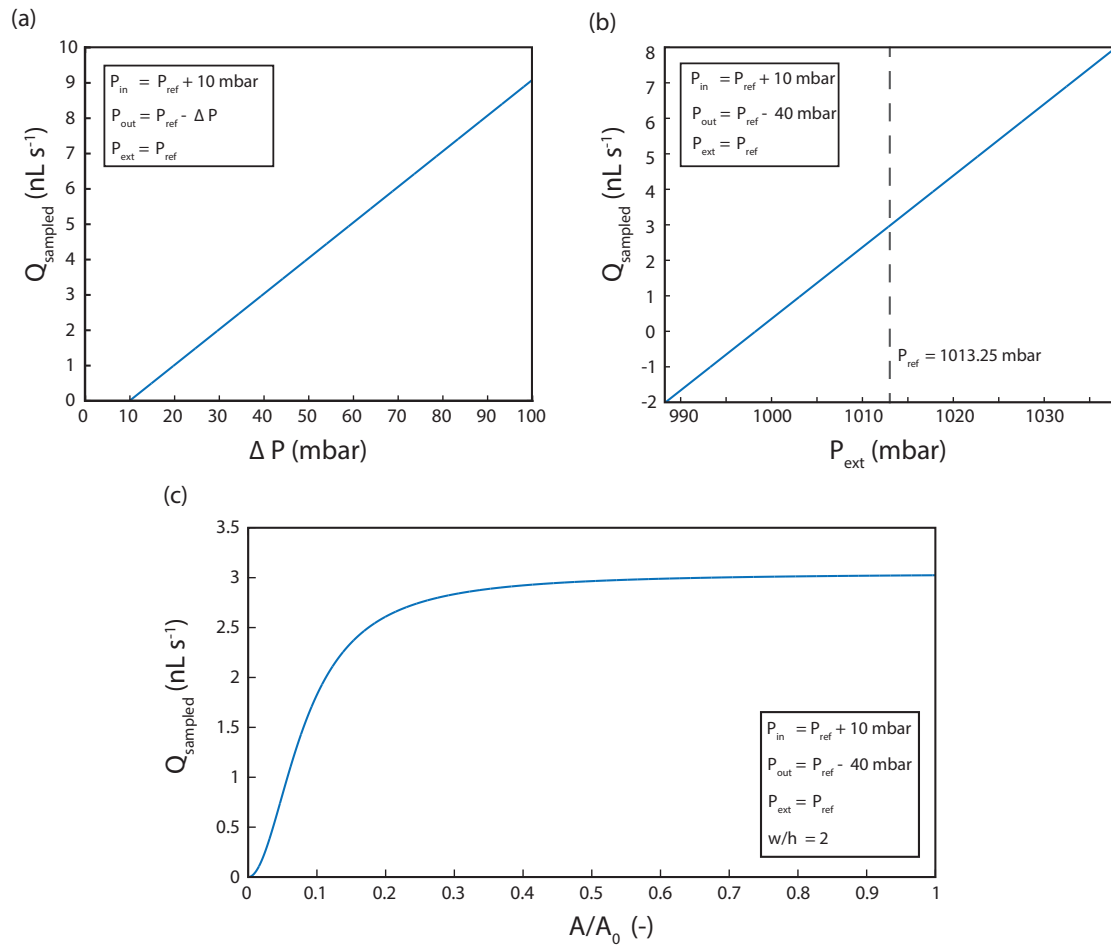 (a)
10
9
8
7
6
5
4
3
2
1
0
Q_sampled (nL s⁻¹)
P_in = P_ref + 10 mbar
P_out = P_ref - Δ P
P_ext = P_ref
0 10 20 30 40 50 60 70 80 90 100
Δ P (mbar)
(b)
8
7
6
5
4
3
2
1
0
-1
-2
Q_sampled (nL s⁻¹)
P_in = P_ref + 10 mbar
P_out = P_ref - 40 mbar
P_ext = P_ref
P_ref = 1013.25 mbar
990 1000 1010 1020 1030
P_ext (mbar)
(c)
3.5
3
2.5
2
1.5
1
0.5
0
Q_sampled (nL s⁻¹)
P_in = P_ref + 10 mbar
P_out = P_ref - 40 mbar
P_ext = P_ref
w/h = 2
0 0.1 0.2 0.3 0.4 0.5 0.6 0.7 0.8 0.9 1
A/A₀ (-)